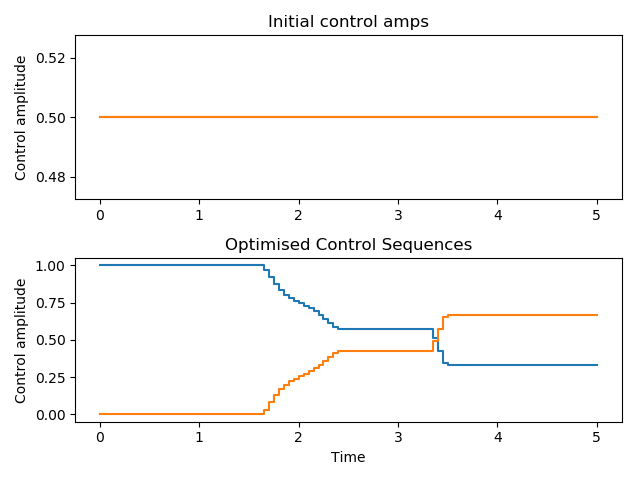 Initial control amps
Control amplitude
0.52
0.50
0.48
0 1 2 3 4 5
Optimised Control Sequences
Control amplitude
1.00
0.75
0.50
0.25
0.00
0 1 2 3 4 5
Time